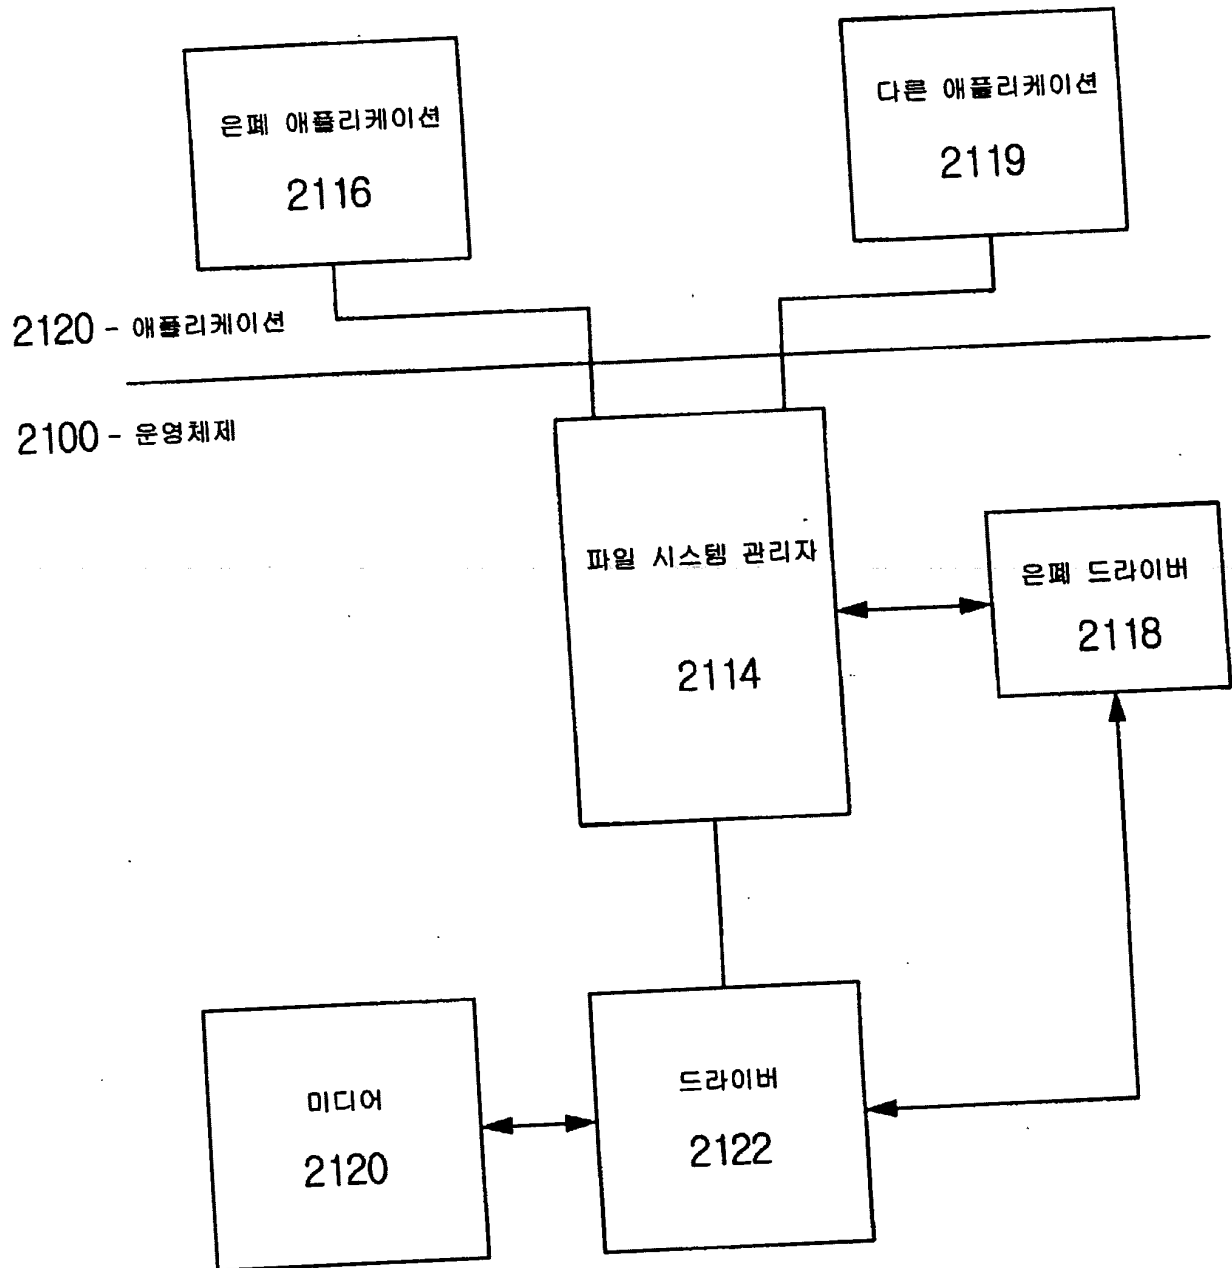 은폐 애플리케이션
2116
다른 애플리케이션
2119
2120 - 애플리케이션
2100 - 운영체제
파일 시스템 관리자
2114
은폐 드라이버
2118
미디어
2120
드라이버
2122